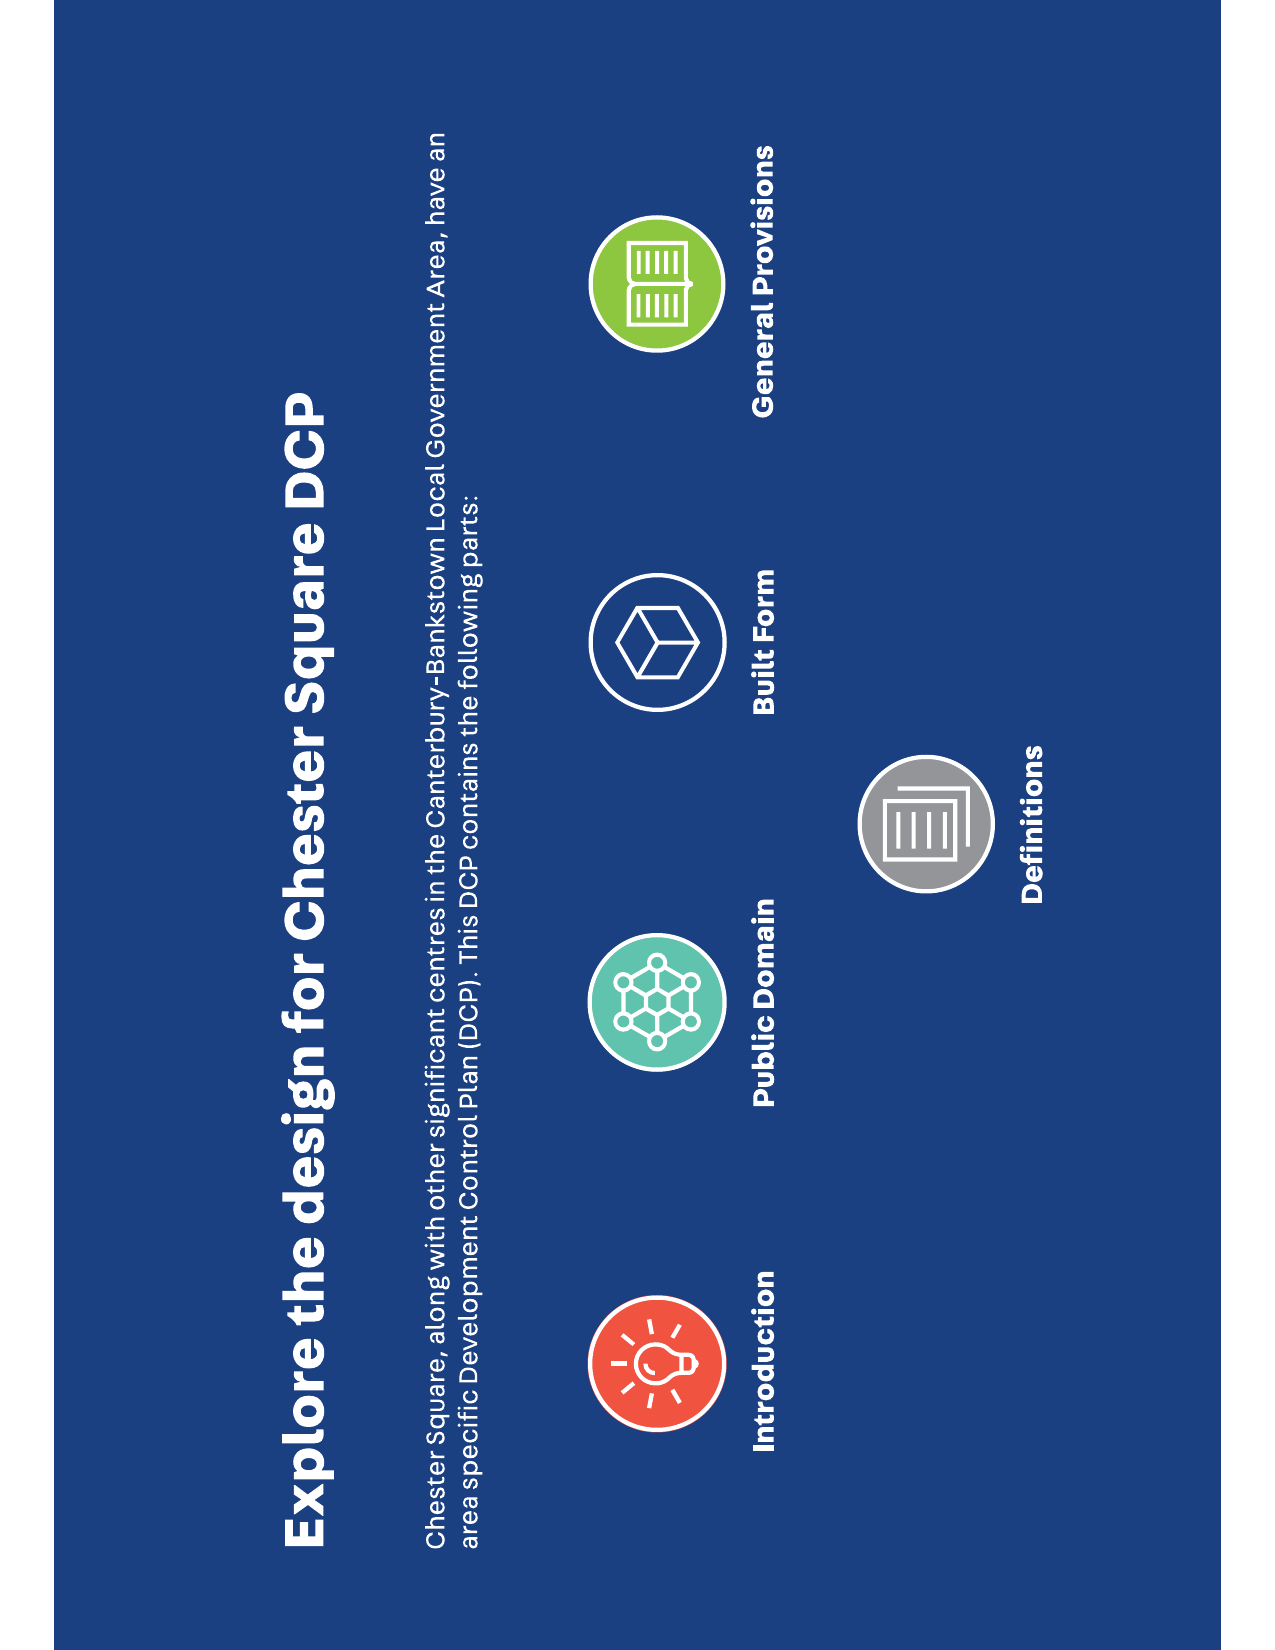 Explore the design for Chester Square DCP
Chester Square, along with other significant centres in the Canterbury-Bankstown Local Government Area, have an
area specific Development Control Plan (DCP). This DCP contains the following parts:
Introduction
Public Domain
Built Form
General Provisions
Definitions